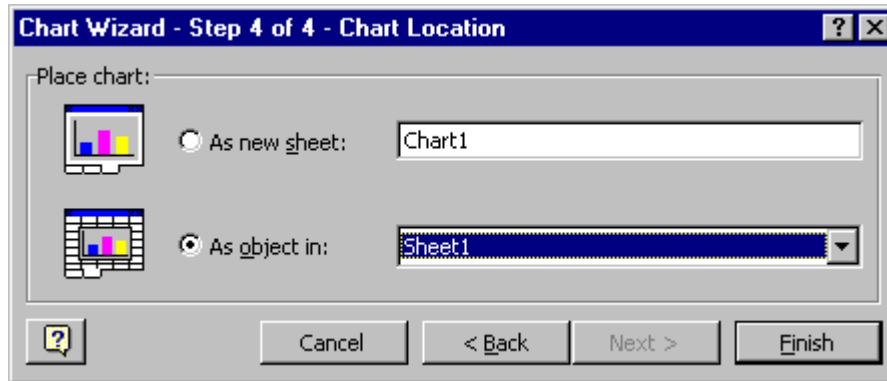 Chart Wizard - Step 4 of 4 - Chart Location
Place chart:
As new sheet: Chart1
As object in: Sheet1
Cancel < Back Next > Finish